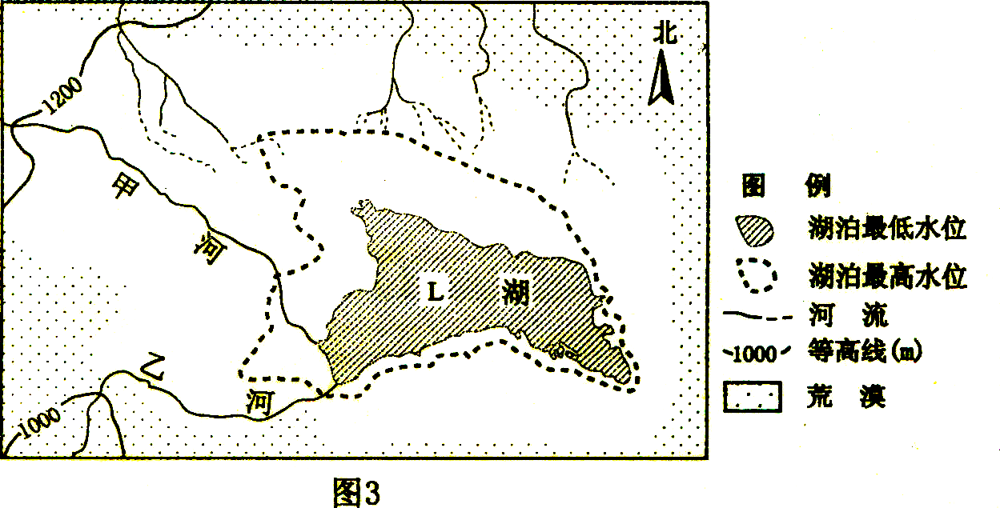 北
1200
甲
河
L 湖
乙
河
1000
图 例
湖泊最低水位
湖泊最高水位
河 流
-1000- 等高线(m)
荒 漠
图3